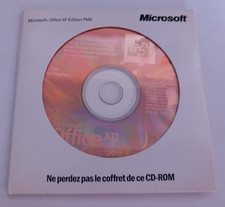 Microsoft® Office XP Édition PME
Microsoft
Office xp
Ne perdez pas le coffret de ce CD-ROM